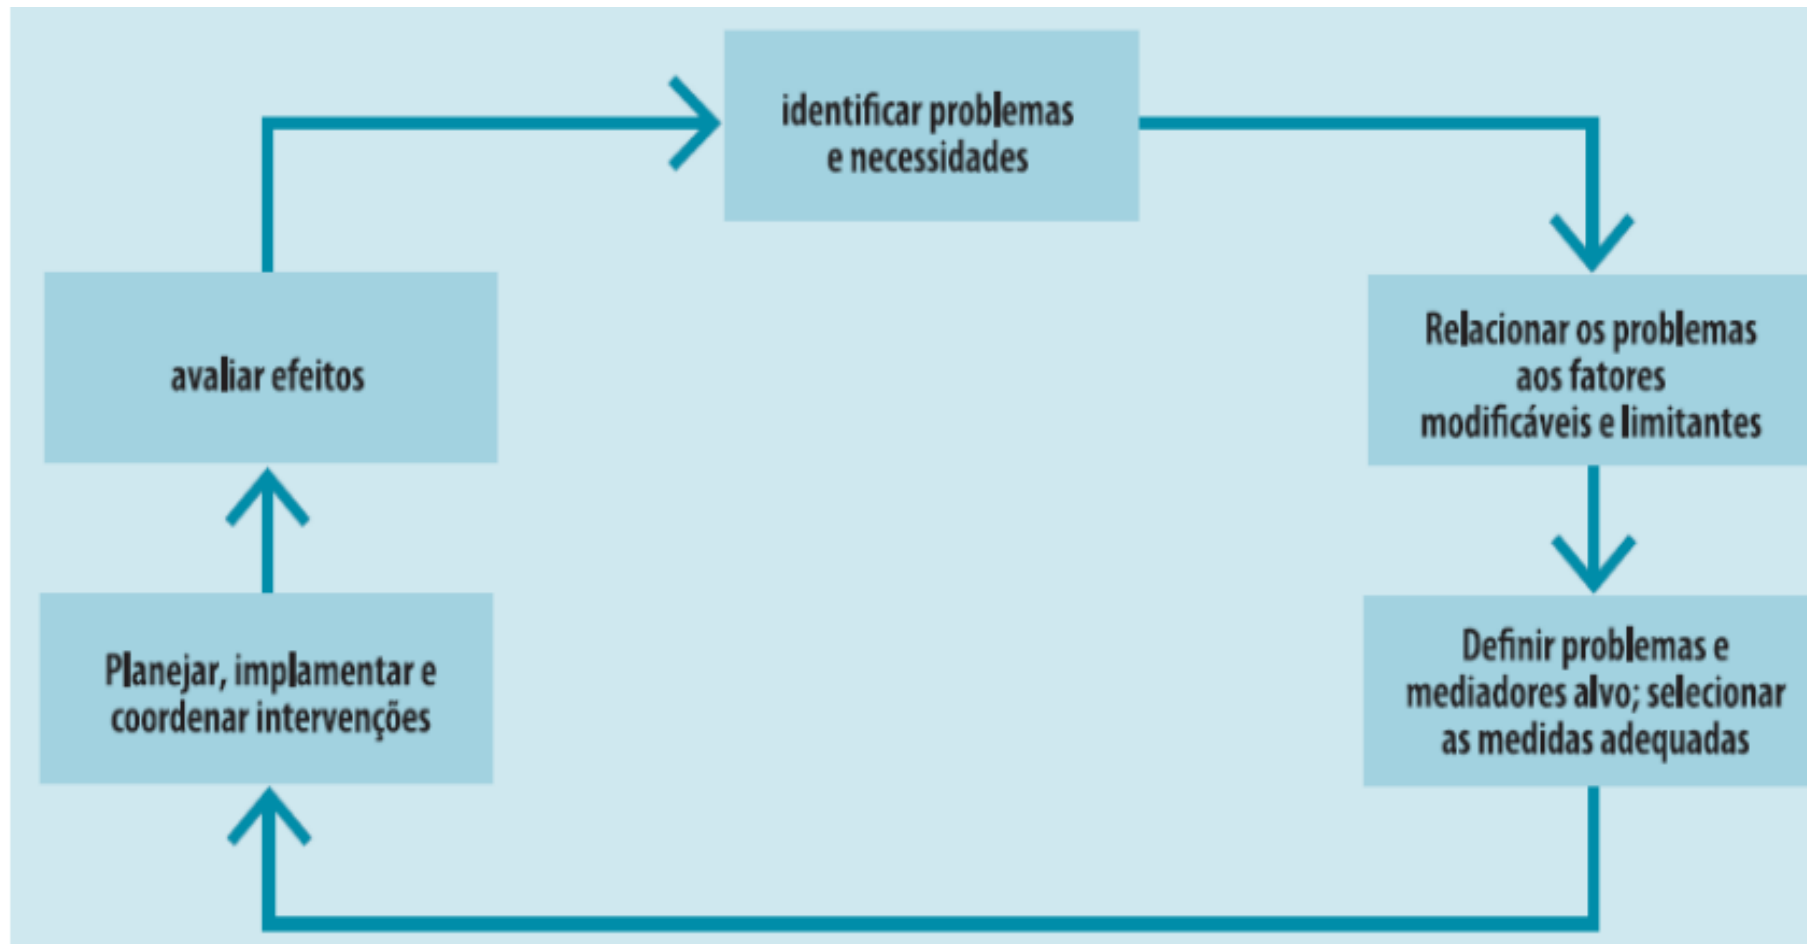 identificar problemas
e necessidades
Relacionar os problemas
aos fatores
modificáveis e limitantes
Definir problemas e
mediadores alvo; selecionar
as medidas adequadas
Planejar, implamentar e
coordenar intervenções
avaliar efeitos